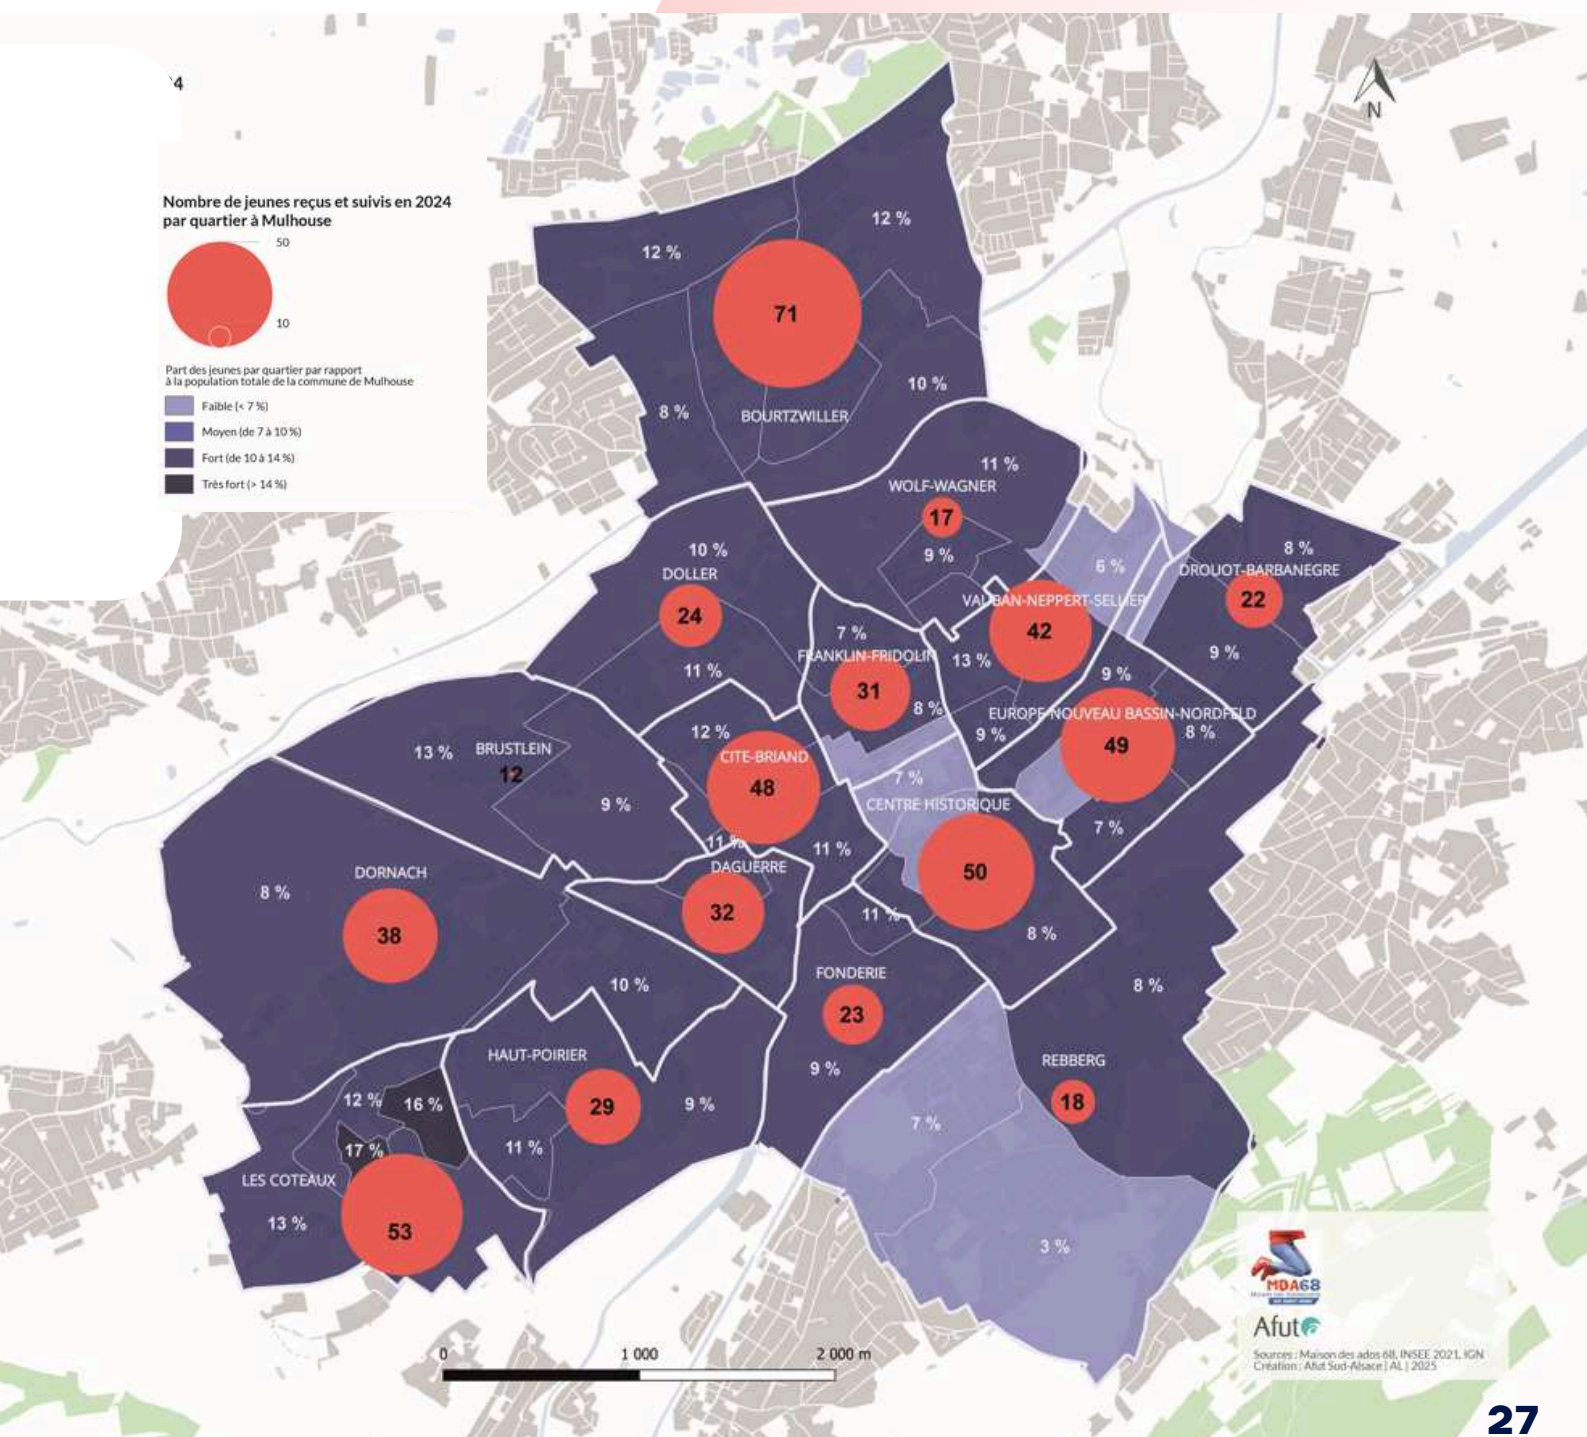 4
N
Nombre de jeunes reçus et suivis en 2024
par quartier à Mulhouse
50
10
Part des jeunes par quartier par rapport
à la population totale de la commune de Mulhouse
Faible (< 7 %)
Moyen (de 7 à 10 %)
Fort (de 10 à 14 %)
Très fort (> 14 %)
12 %
12 %
71
10 %
8 %
BOURTZWILLER
11 %
WOLF-WAGNER
17
9 %
10 %
DOLLER
24
11 %
6 %
8 %
DROUOT-BARBANEGRE
22
9 %
VAUBAN-NEPPERT-SELLIER
42
13 %
9 %
7 %
FRANKLIN-FRIDOLIN
31
8 %
9 %
EUROPE-NOUVEAU BASSIN-NORDFELD
8 %
49
7 %
13 %
BRUSTLEIN
12
9 %
12 %
CITE-BRIAND
48
11 %
11 %
7 %
CENTRE HISTORIQUE
50
8 %
DAGUERRE
32
11 %
DORNACH
8 %
38
10 %
FONDERIE
23
9 %
8 %
REBBERG
18
7 %
3 %
HAUT-POIRIER
29
9 %
11 %
12 %
16 %
17 %
LES COTEAUX
13 %
53
MDA68
Afut
Sources : Maison des ados 68, INSEE 2021, IGN
Création : Afut Sud-Alsace | AL | 2025
0 1 000 2 000 m
27